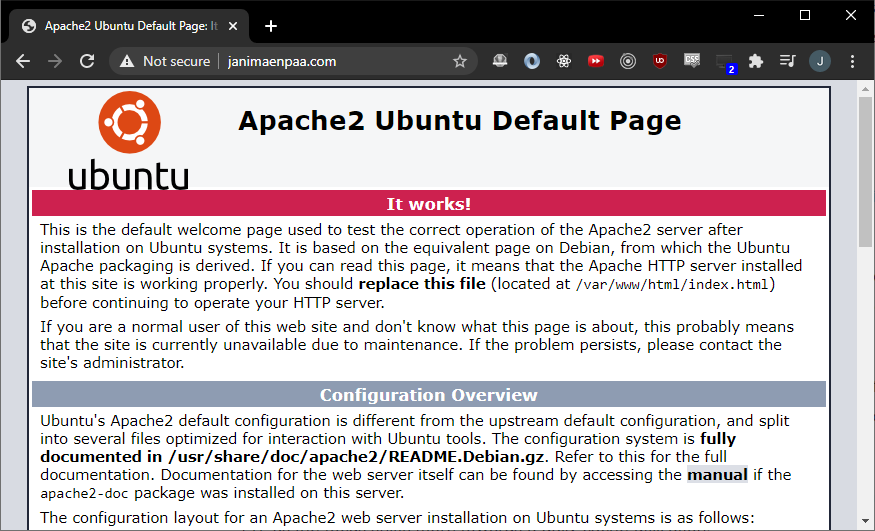 Apache2 Ubuntu Default Page: It
Not secure | janimaenpaa.com
UO
CSS
2
J
ubuntu
Apache2 Ubuntu Default Page
It works!
This is the default welcome page used to test the correct operation of the Apache2 server after
installation on Ubuntu systems. It is based on the equivalent page on Debian, from which the Ubuntu
Apache packaging is derived. If you can read this page, it means that the Apache HTTP server installed
at this site is working properly. You should replace this file (located at /var/www/html/index.html)
before continuing to operate your HTTP server.
If you are a normal user of this web site and don't know what this page is about, this probably means
that the site is currently unavailable due to maintenance. If the problem persists, please contact the
site's administrator.
Configuration Overview
Ubuntu's Apache2 default configuration is different from the upstream default configuration, and split
into several files optimized for interaction with Ubuntu tools. The configuration system is fully
documented in /usr/share/doc/apache2/README.Debian.gz. Refer to this for the full
documentation. Documentation for the web server itself can be found by accessing the manual if the
apache2-doc package was installed on this server.
The configuration layout for an Apache2 web server installation on Ubuntu systems is as follows: